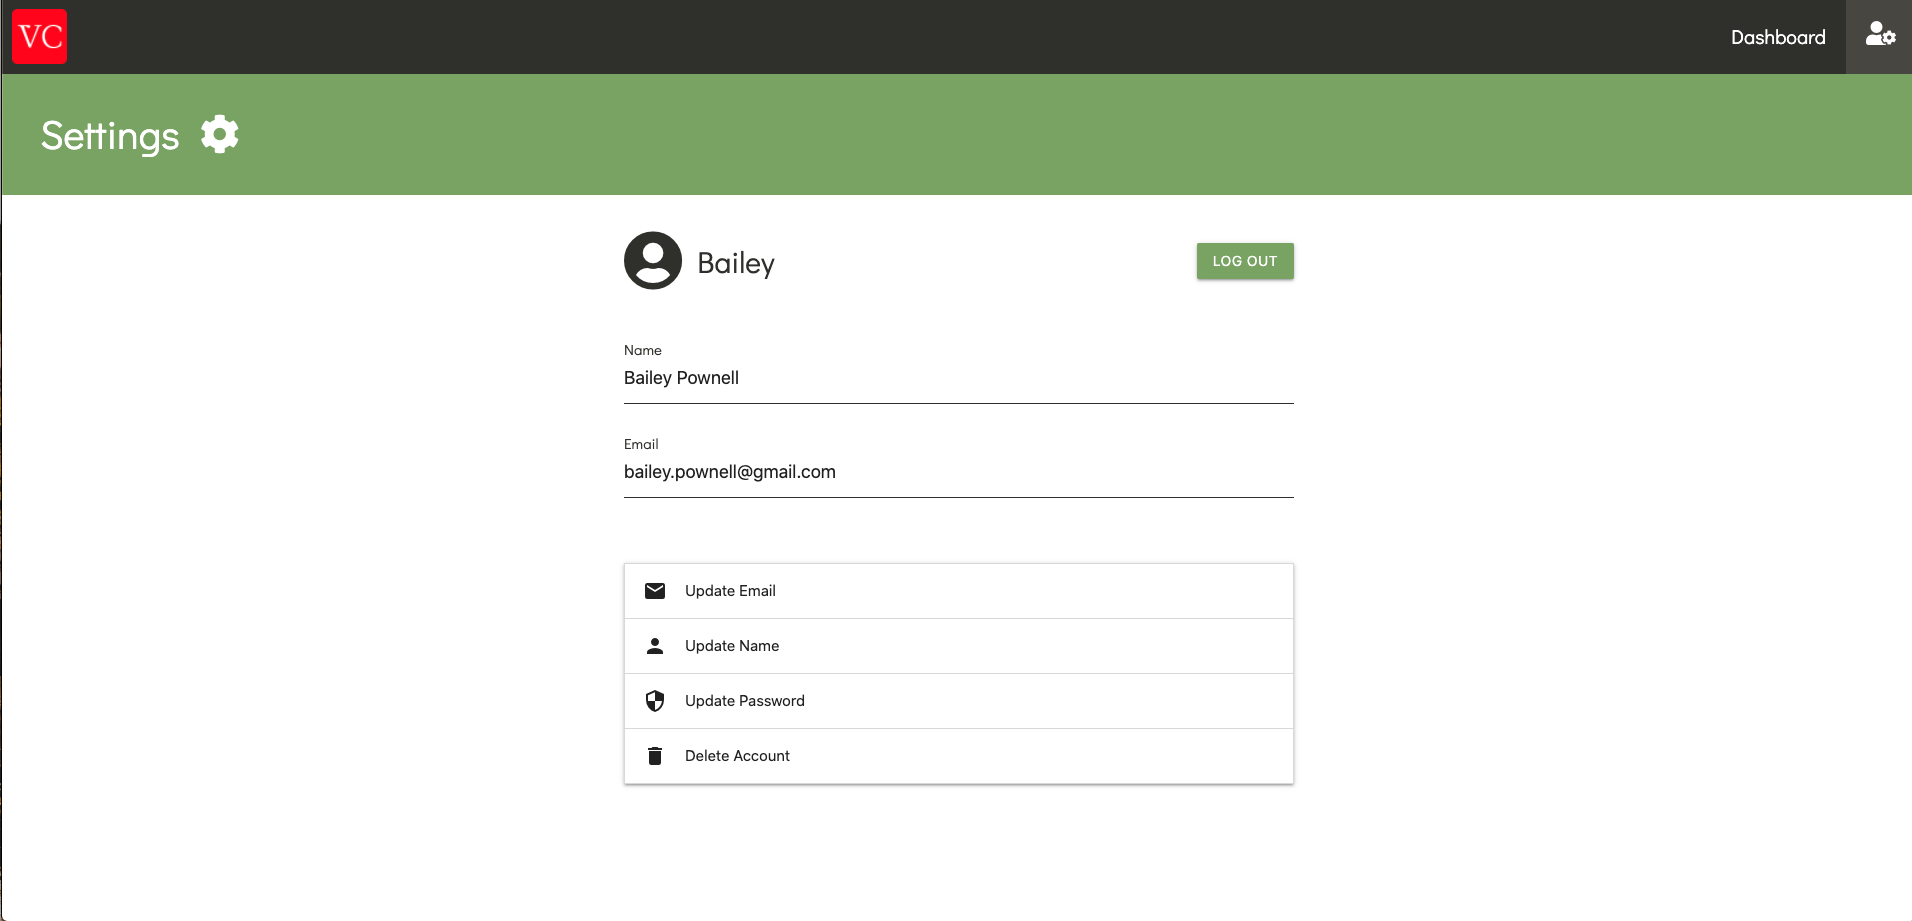 VC
Dashboard
Settings
Bailey
LOG OUT
Name
Bailey Pownell
Email
bailey.pownell@gmail.com
Update Email
Update Name
Update Password
Delete Account